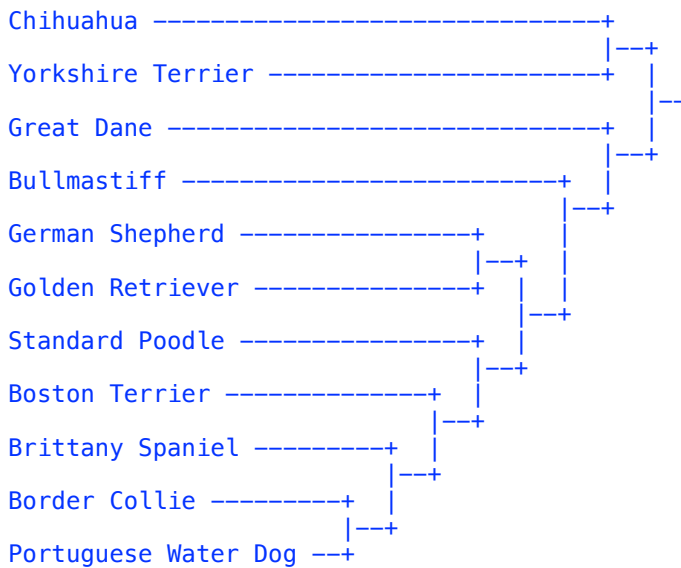 Chihuahua
Yorkshire Terrier
Great Dane
Bullmastiff
German Shepherd
Golden Retriever
Standard Poodle
Boston Terrier
Brittany Spaniel
Border Collie
Portuguese Water Dog